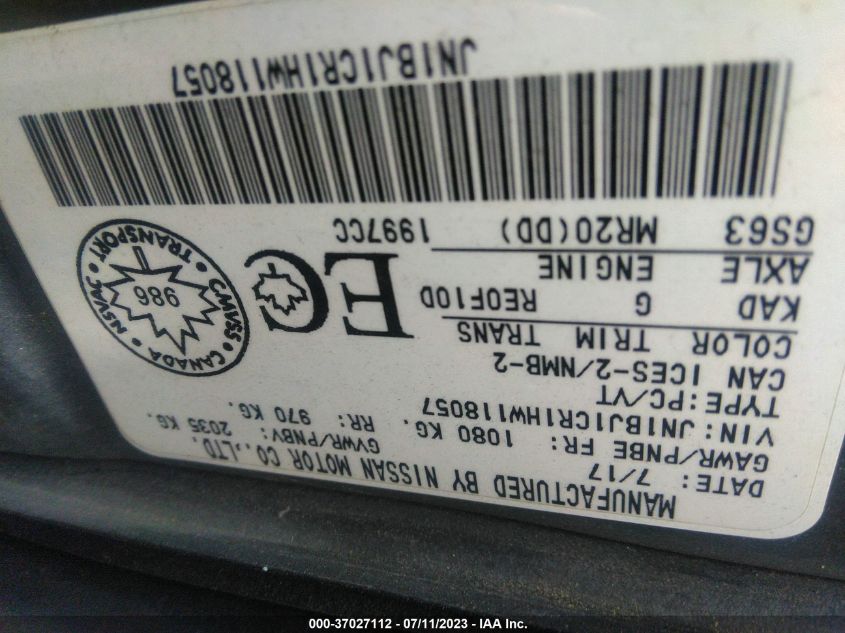 MANUFACTURED BY NISSAN MOTOR CO.,LTD.
DATE: 7/17 GVWR/PNBV: 2035 KG.
GAWR/PNBE FR: 1080 KG. RR: 970 KG.
VIN: JN1BJ1CR1HW118057
TYPE:PC/VT
CAN ICES-2/NMB-2
COLOR TRIM TRANS
KAD G RE0F10D
AXLE ENGINE
GS63 MR20(DD) 1997CC
EC
CANADA • NSVAC • TRANSPORT • CMVSS •
986
JN1BJ1CR1HW118057
000-37027112 - 07/11/2023 - IAA Inc.